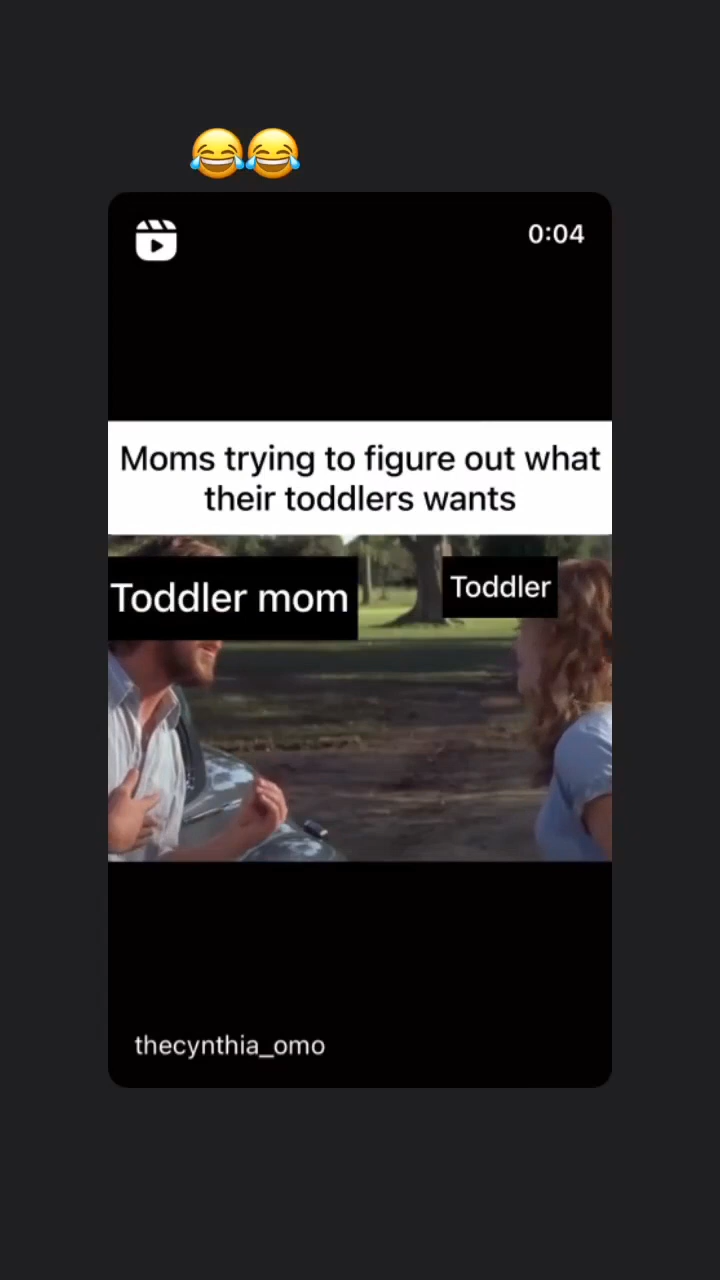 😂😂
0:04
Moms trying to figure out what
their toddlers wants
Toddler mom
Toddler
thecynthia_omo